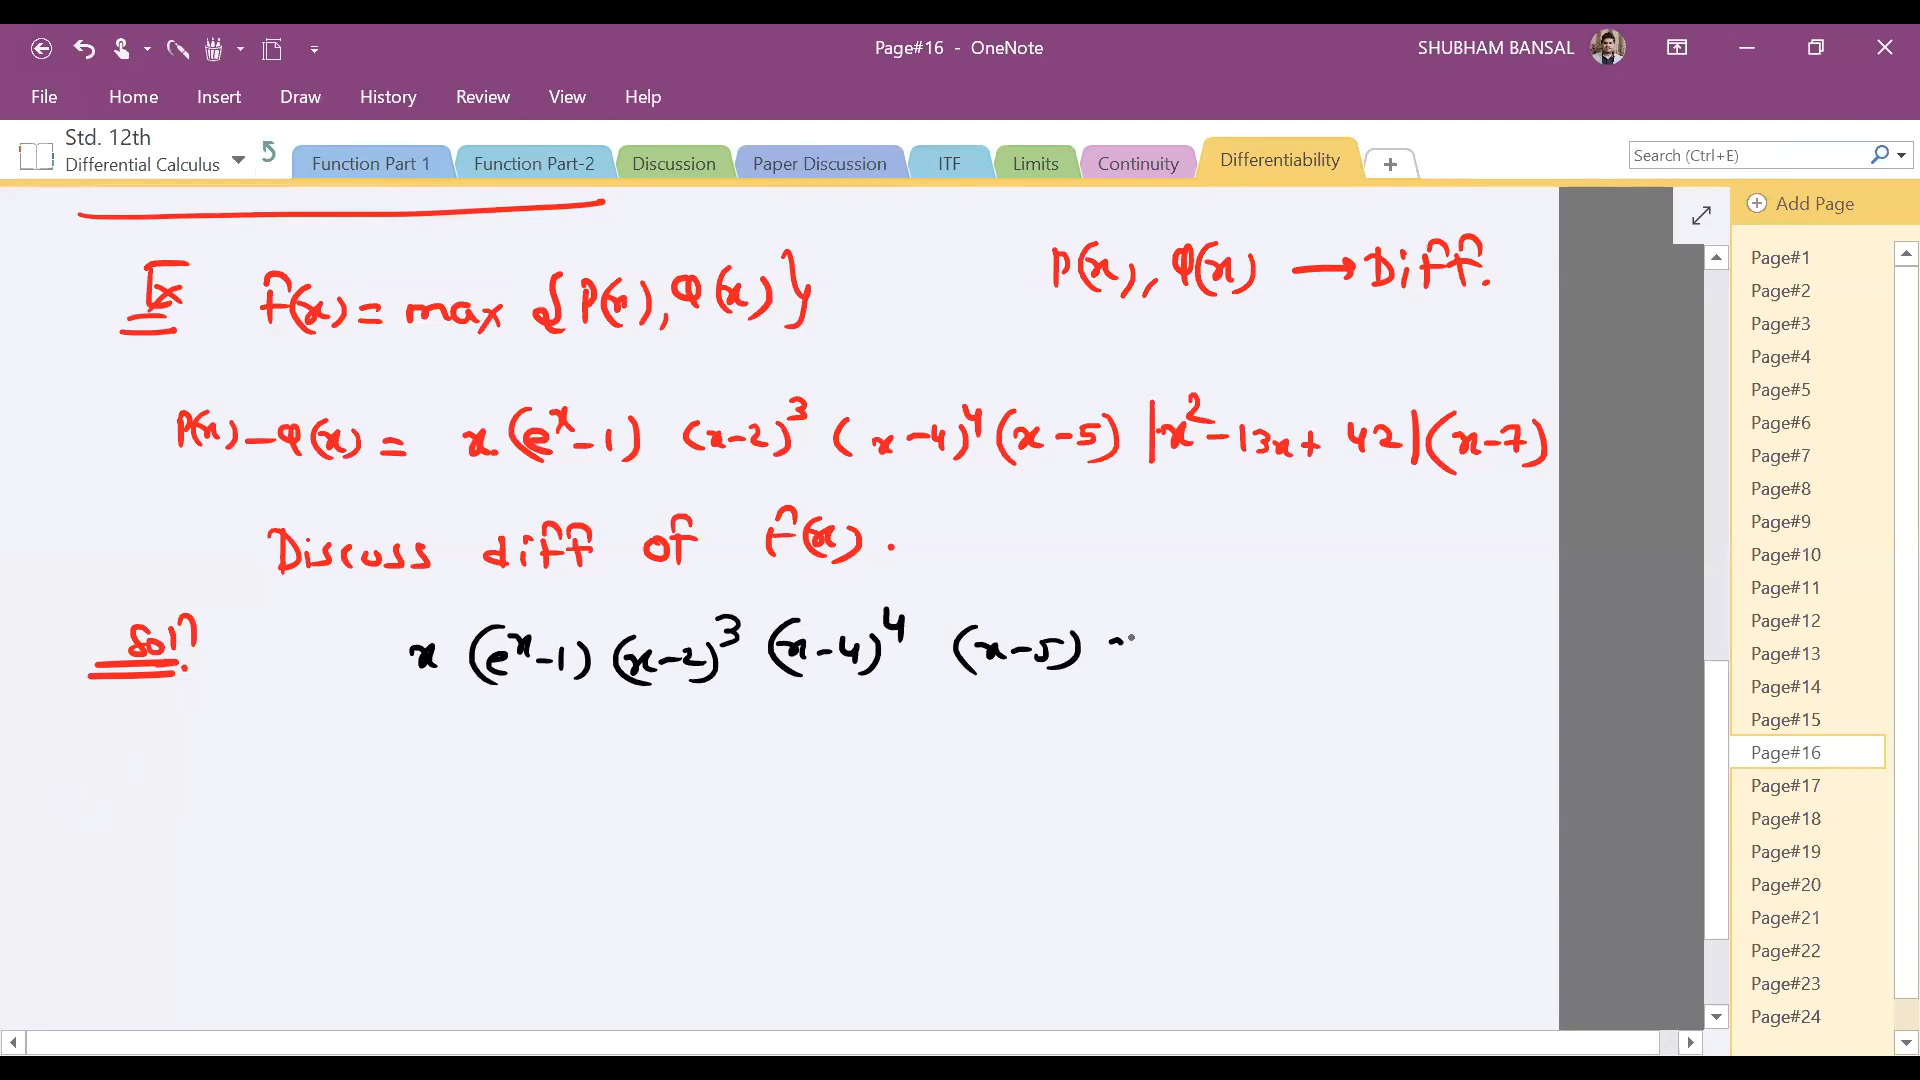 Page#16 - OneNote
SHUBHAM BANSAL
File Home Insert Draw History Review View Help
Std. 12th
Differential Calculus
Function Part 1 Function Part-2 Discussion Paper Discussion ITF Limits Continuity Differentiability
Search (Ctrl+E)
Ex f(x) = max {P(x), Q(x)} P(x), Q(x) → Diff.
P(x) - Q(x) = x.(e^x - 1) (x-2)^3 (x-4)^4 (x-5) |x^2 - 13x + 42| (x-7)
Discuss diff of f(x).
Sol? x (e^x - 1) (x-2)^3 (x-4)^4 (x-5)
Add Page
Page#1
Page#2
Page#3
Page#4
Page#5
Page#6
Page#7
Page#8
Page#9
Page#10
Page#11
Page#12
Page#13
Page#14
Page#15
Page#16
Page#17
Page#18
Page#19
Page#20
Page#21
Page#22
Page#23
Page#24